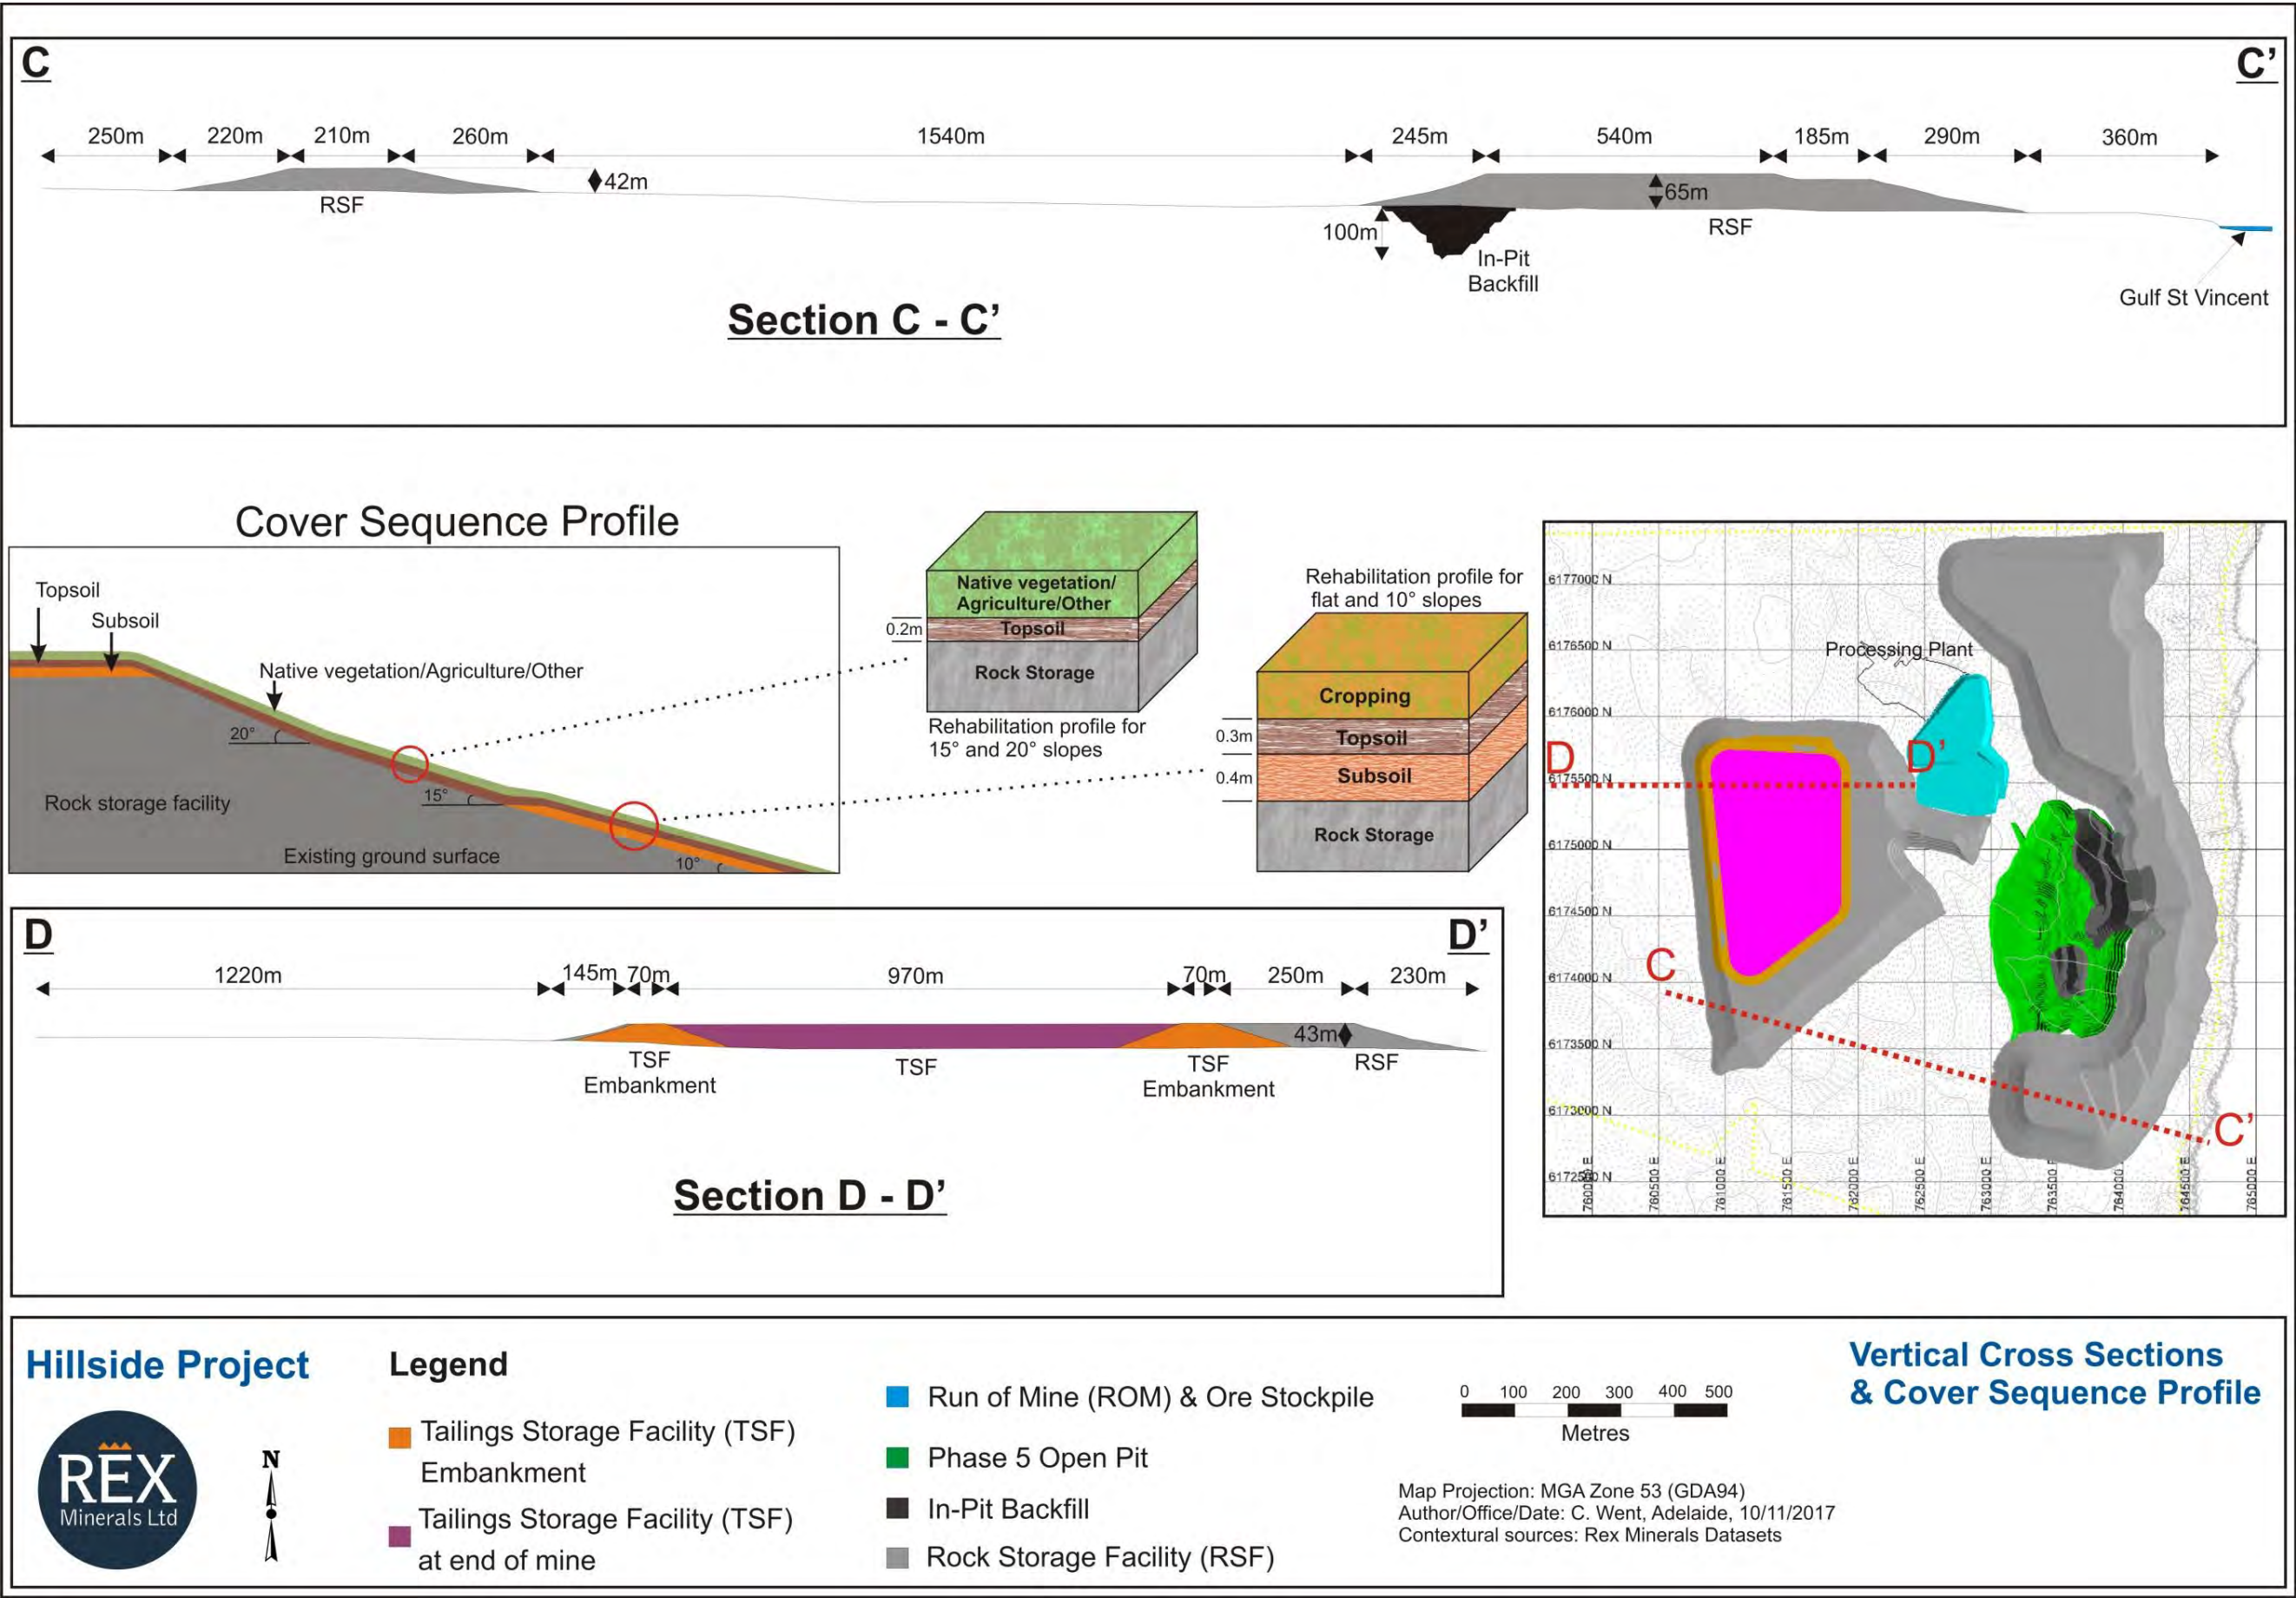 C
C’
250m
220m
210m
260m
1540m
245m
540m
185m
290m
360m
42m
65m
100m
RSF
RSF
In-Pit
Backfill
Gulf St Vincent
Section C - C’
Cover Sequence Profile
Topsoil
Subsoil
Native vegetation/Agriculture/Other
20°
15°
10°
Rock storage facility
Existing ground surface
Native vegetation/
Agriculture/Other
0.2m
Topsoil
Rock Storage
Rehabilitation profile for
15° and 20° slopes
Rehabilitation profile for
flat and 10° slopes
Cropping
0.3m
Topsoil
0.4m
Subsoil
Rock Storage
6177000 N
6176500 N
6176000 N
6175500 N
6175000 N
6174500 N
6174000 N
6173500 N
6173000 N
6172500 N
Processing Plant
D
D’
C
C’
760000 E
760500 E
761000 E
761500 E
762000 E
762500 E
763000 E
763500 E
764000 E
764500 E
765000 E
D
D’
1220m
145m
70m
970m
70m
250m
230m
43m
TSF
Embankment
TSF
TSF
Embankment
RSF
Section D - D’
Hillside Project
REX
Minerals Ltd
N
Legend
Tailings Storage Facility (TSF)
Embankment
Tailings Storage Facility (TSF)
at end of mine
Run of Mine (ROM) & Ore Stockpile
Phase 5 Open Pit
In-Pit Backfill
Rock Storage Facility (RSF)
0 100 200 300 400 500
Metres
Map Projection: MGA Zone 53 (GDA94)
Author/Office/Date: C. Went, Adelaide, 10/11/2017
Contextural sources: Rex Minerals Datasets
Vertical Cross Sections
& Cover Sequence Profile